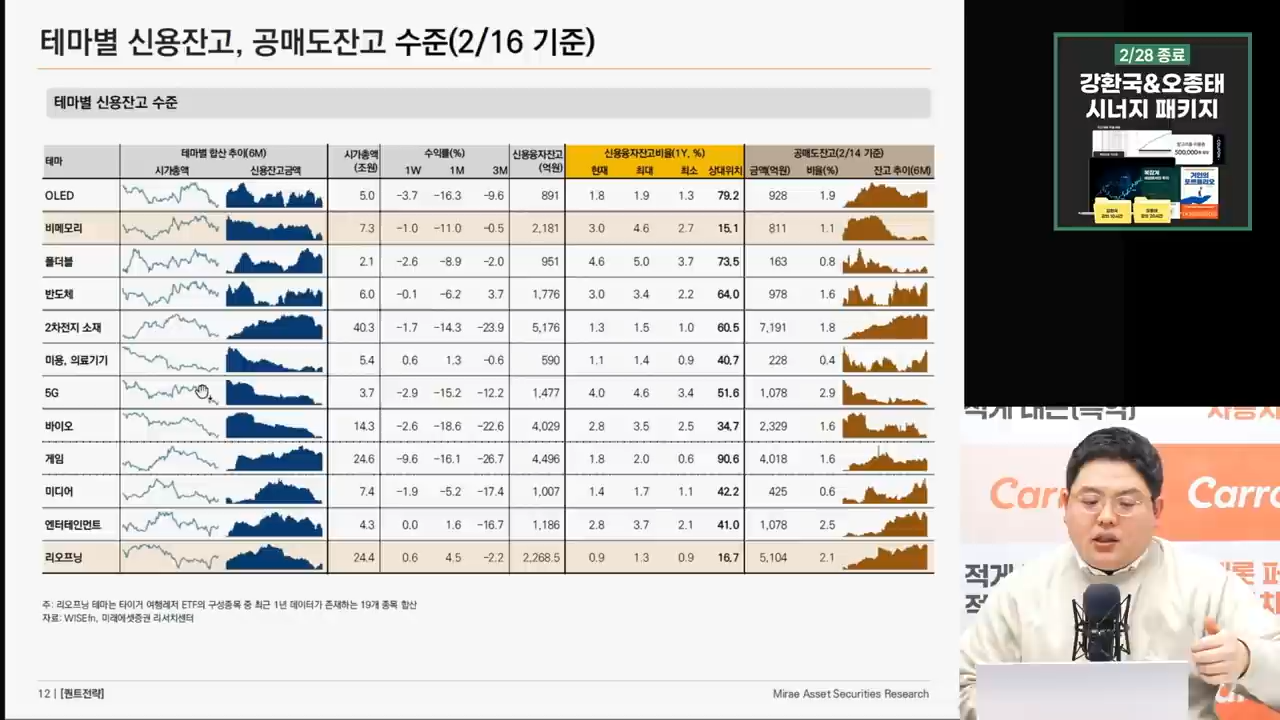 테마별 신용잔고, 공매도잔고 수준(2/16 기준)
테마별 신용잔고 수준
테마 테마별 합산 추이(6M) 시가총액 신용잔고금액 시가총액 (조원) 수익률(%) 1W 1M 3M 신용융자잔고 (억원) 신용융자잔고비율(1Y, %) 현재 최대 최소 상대위치 공매도잔고(2/14 기준) 금액(억원) 비율(%) 잔고 추이(6M)
OLED 5.0 -3.7 -16.3 -9.6 891 1.8 1.9 1.3 79.2 928 1.9
비메모리 7.3 -1.0 -11.0 -0.5 2,181 3.0 4.6 2.7 15.1 811 1.1
폴더블 2.1 -2.6 -8.9 -2.0 951 4.6 5.0 3.7 73.5 163 0.8
반도체 6.0 -0.1 -6.2 3.7 1,776 3.0 3.4 2.2 64.0 978 1.6
2차전지 소재 40.3 -1.7 -14.3 -23.9 5,176 1.3 1.5 1.0 60.5 7,191 1.8
미용, 의료기기 5.4 0.6 1.3 -0.6 590 1.1 1.4 0.9 40.7 228 0.4
5G 3.7 -2.9 -15.2 -12.2 1,477 4.0 4.6 3.4 51.6 1,078 2.9
바이오 14.3 -2.6 -18.6 -22.6 4,020 2.8 3.5 2.5 34.7 2,329 1.6
게임 24.6 -9.6 -16.1 -26.7 4,496 1.8 2.0 0.6 90.6 4,018 1.6
미디어 7.4 -1.9 -5.2 -17.4 1,007 1.4 1.7 1.1 42.2 425 0.6
엔터테인먼트 4.3 0.0 1.6 -16.7 1,186 2.8 3.7 2.1 41.0 1,078 2.5
리오프닝 24.4 0.6 4.5 -2.2 2,268.5 0.9 1.3 0.9 16.7 5,104 2.1
주: 리오프닝 테마는 타이거 여행레저 ETF의 구성종목 중 최근 1년 데이터가 존재하는 19개 종목 합산
자료: WISEfn, 미래에셋증권 리서치센터
12 | [퀀트전략]
Mirae Asset Securities Research
2/28 종료
강환국&오종태
시너지 패키지
500,000원
거인의
포트폴리오
Carr
Carro
적게